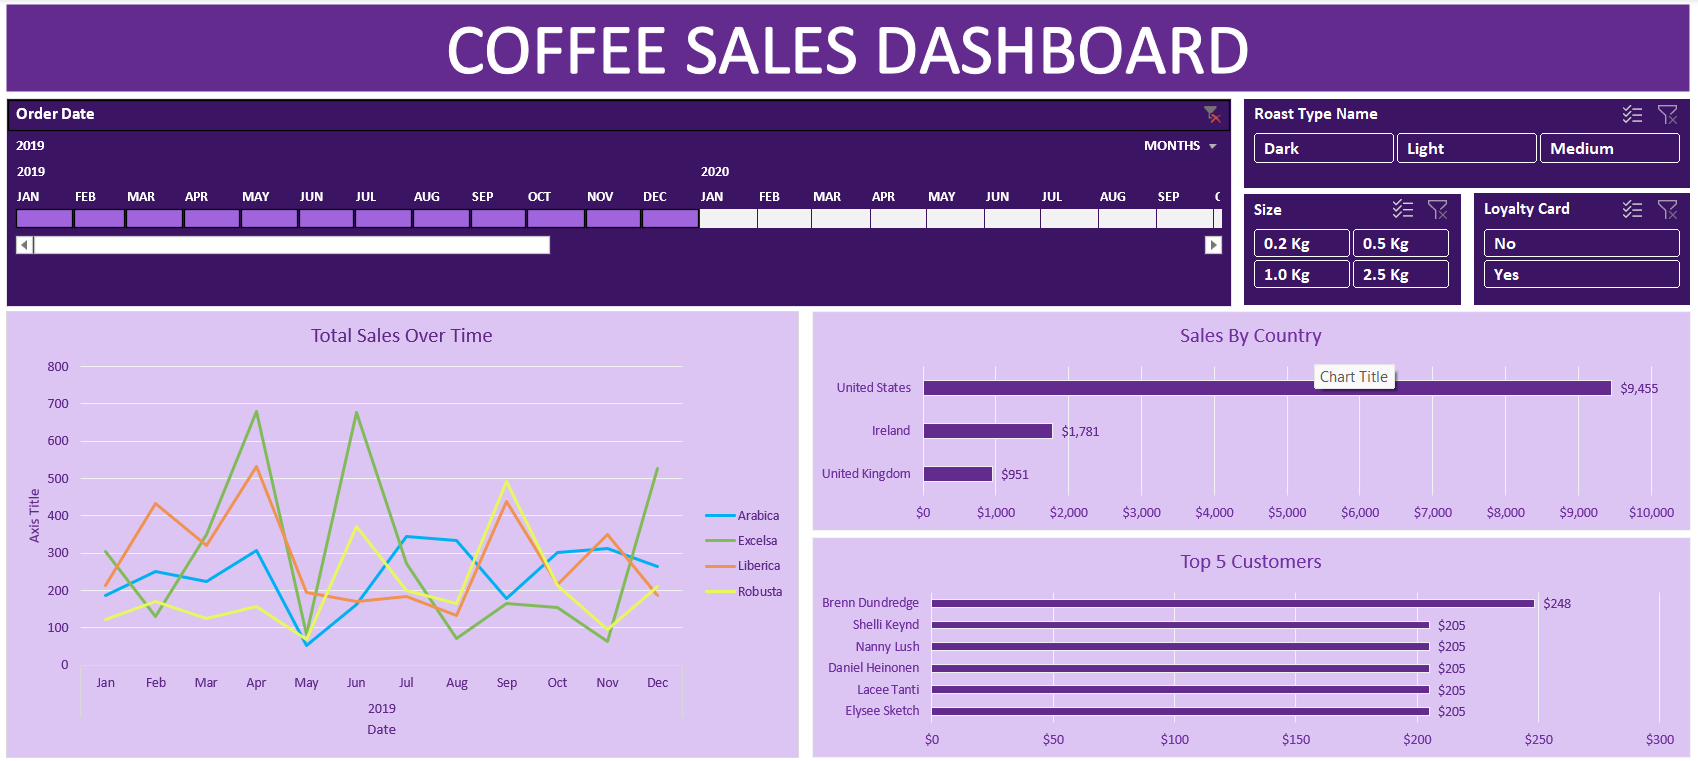 COFFEE SALES DASHBOARD
Order Date
2019 MONTHS
2019 2020
JAN FEB MAR APR MAY JUN JUL AUG SEP OCT NOV DEC JAN FEB MAR APR MAY JUN JUL AUG SEP
Roast Type Name
Dark Light Medium
Size
0.2 Kg 0.5 Kg
1.0 Kg 2.5 Kg
Loyalty Card
No
Yes
Total Sales Over Time
800
700
600
500
400
300
200
100
0
Axis Title
Jan Feb Mar Apr May Jun Jul Aug Sep Oct Nov Dec
2019
Date
Arabica
Excelsa
Liberica
Robusta
Sales By Country
Chart Title
United States $9,455
Ireland $1,781
United Kingdom $951
$0 $1,000 $2,000 $3,000 $4,000 $5,000 $6,000 $7,000 $8,000 $9,000 $10,000
Top 5 Customers
Brenn Dundredge $248
Shelli Keynd $205
Nanny Lush $205
Daniel Heinonen $205
Lacee Tanti $205
Elysee Sketch $205
$0 $50 $100 $150 $200 $250 $300